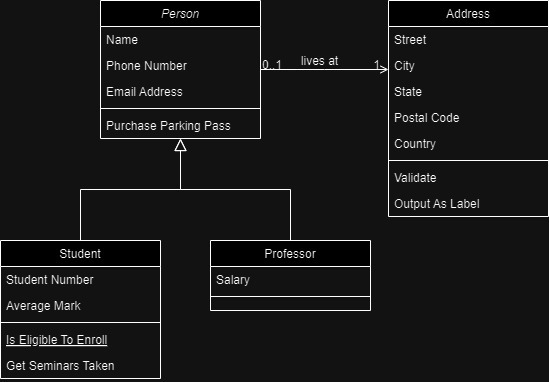 Person
Name
Phone Number
Email Address
Purchase Parking Pass
0..1 lives at 1
Address
Street
City
State
Postal Code
Country
Validate
Output As Label
Student
Student Number
Average Mark
Is Eligible To Enroll
Get Seminars Taken
Professor
Salary